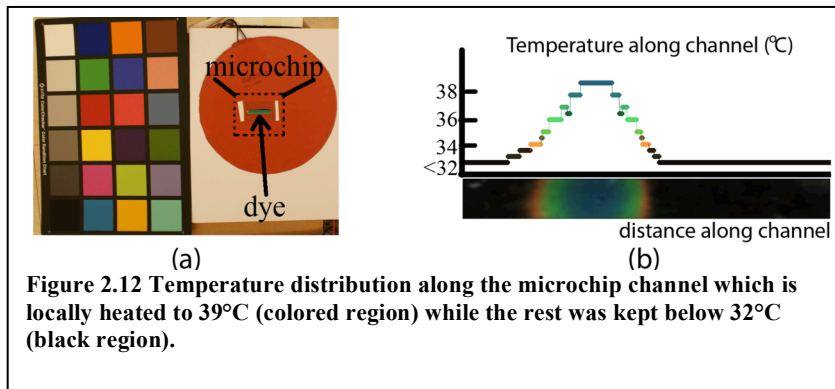 microchip
dye
(a)
Temperature along channel (℃)
38
36
34
<32
distance along channel
(b)
Figure 2.12 Temperature distribution along the microchip channel which is
locally heated to 39°C (colored region) while the rest was kept below 32°C
(black region).